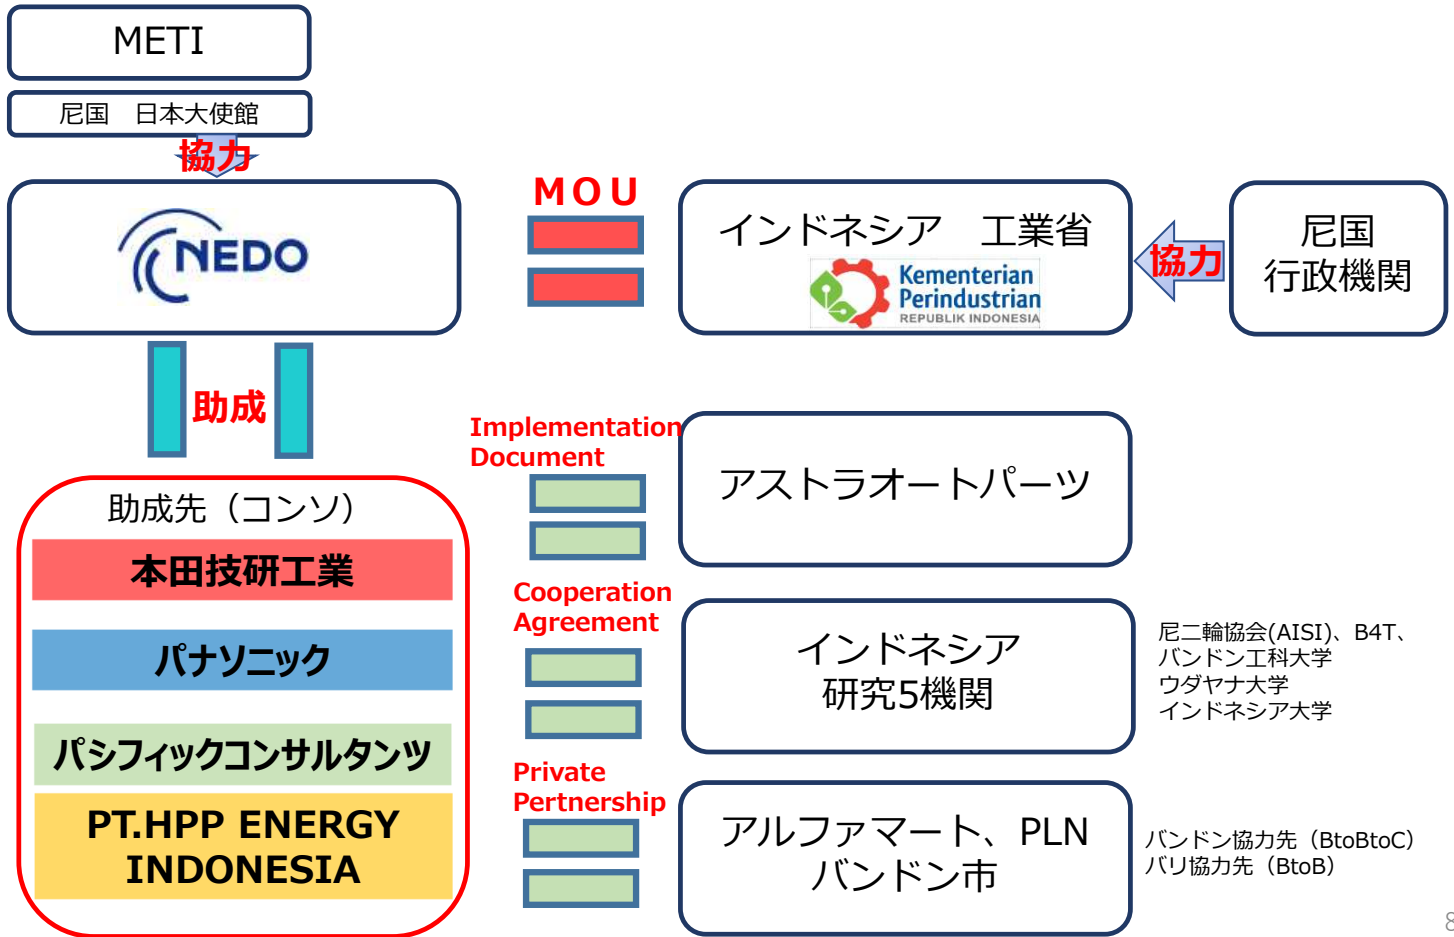 METI
尼国　日本大使館
協力
NEDO
MOU
インドネシア　工業省
Kementerian
Perindustrian
REPUBLIK INDONESIA
協力
尼国
行政機関
助成
Implementation
Document
アストラオートパーツ
助成先（コンソ）
本田技研工業
パナソニック
パシフィックコンサルタンツ
PT.HPP ENERGY
INDONESIA
Cooperation
Agreement
インドネシア
研究5機関
尼二輪協会(AISI)、B4T、
バンドン工科大学
ウダヤナ大学
インドネシア大学
Private
Pertnership
アルファマート、PLN
バンドン市
バンドン協力先（BtoBtoC）
バリ協力先（BtoB）
8